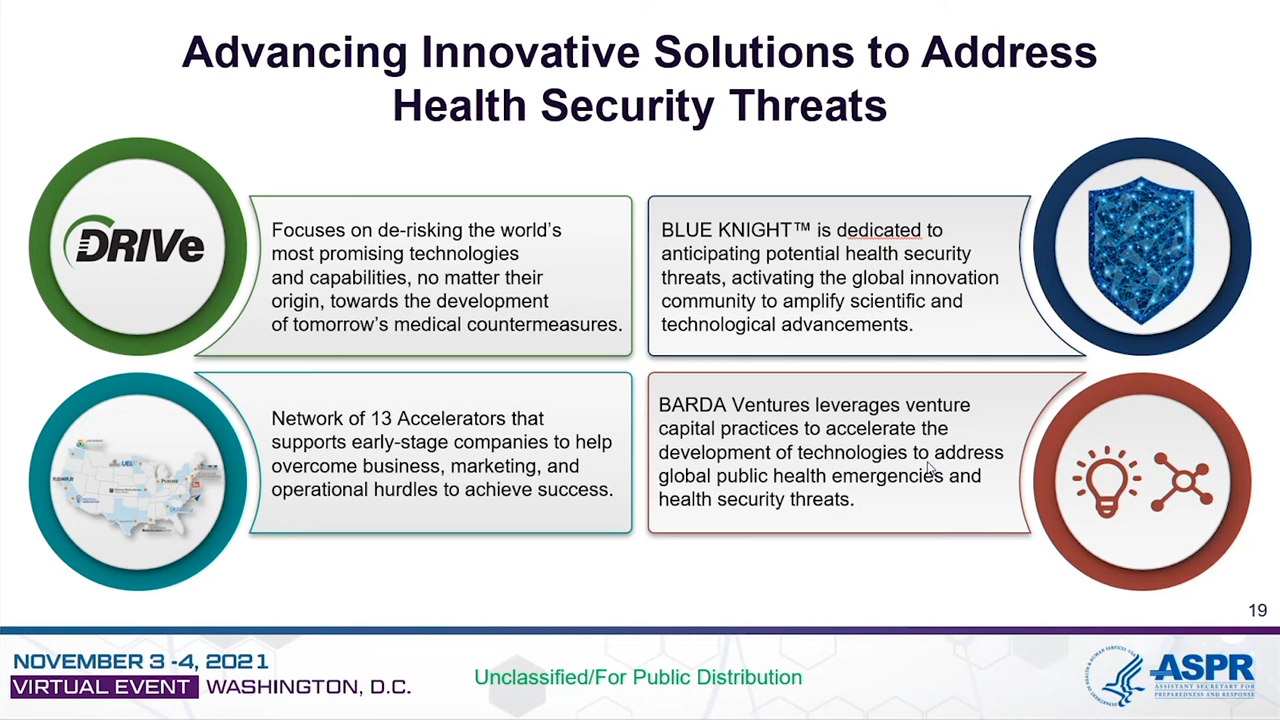 Advancing Innovative Solutions to Address
Health Security Threats
DRIVe
Focuses on de-risking the world's
most promising technologies
and capabilities, no matter their
origin, towards the development
of tomorrow's medical countermeasures.
BLUE KNIGHT™ is dedicated to
anticipating potential health security
threats, activating the global innovation
community to amplify scientific and
technological advancements.
Network of 13 Accelerators that
supports early-stage companies to help
overcome business, marketing, and
operational hurdles to achieve success.
BARDA Ventures leverages venture
capital practices to accelerate the
development of technologies to address
global public health emergencies and
health security threats.
19
NOVEMBER 3 -4, 2021
VIRTUAL EVENT WASHINGTON, D.C.
Unclassified/For Public Distribution
ASPR
ASSISTANT SECRETARY FOR
PREPAREDNESS AND RESPONSE